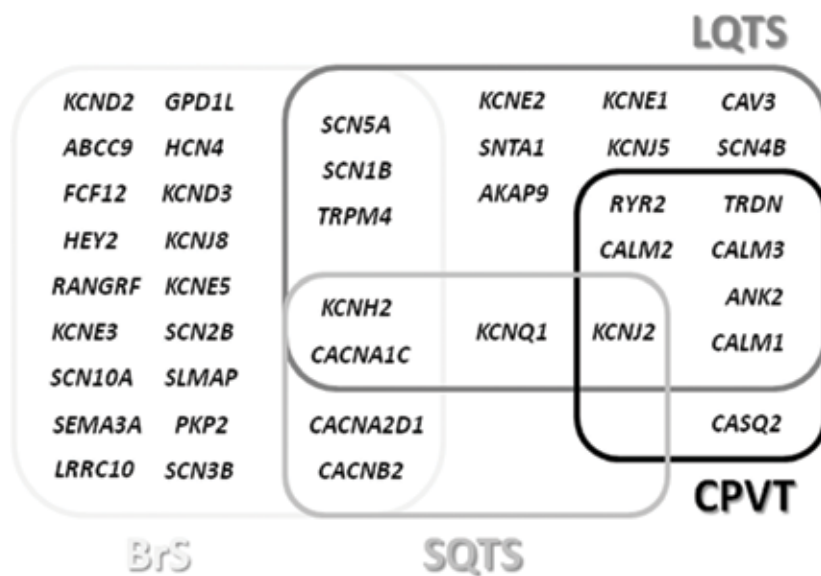 LQTS
KCND2 GPD1L
ABCC9 HCN4
FCF12 KCND3
HEY2 KCNJ8
RANGRF KCNE5
KCNE3 SCN2B
SCN10A SLMAP
SEMA3A PKP2
LRRC10 SCN3B
SCN5A
SCN1B
TRPM4
KCNH2
CACNA1C
CACNA2D1
CACNB2
KCNE2 KCNE1 CAV3
SNTA1 KCNJ5 SCN4B
AKAP9
RYR2 TRDN
CALM2 CALM3
ANK2
KCNQ1 KCNJ2 CALM1
CASQ2
CPVT
BrS SQTS